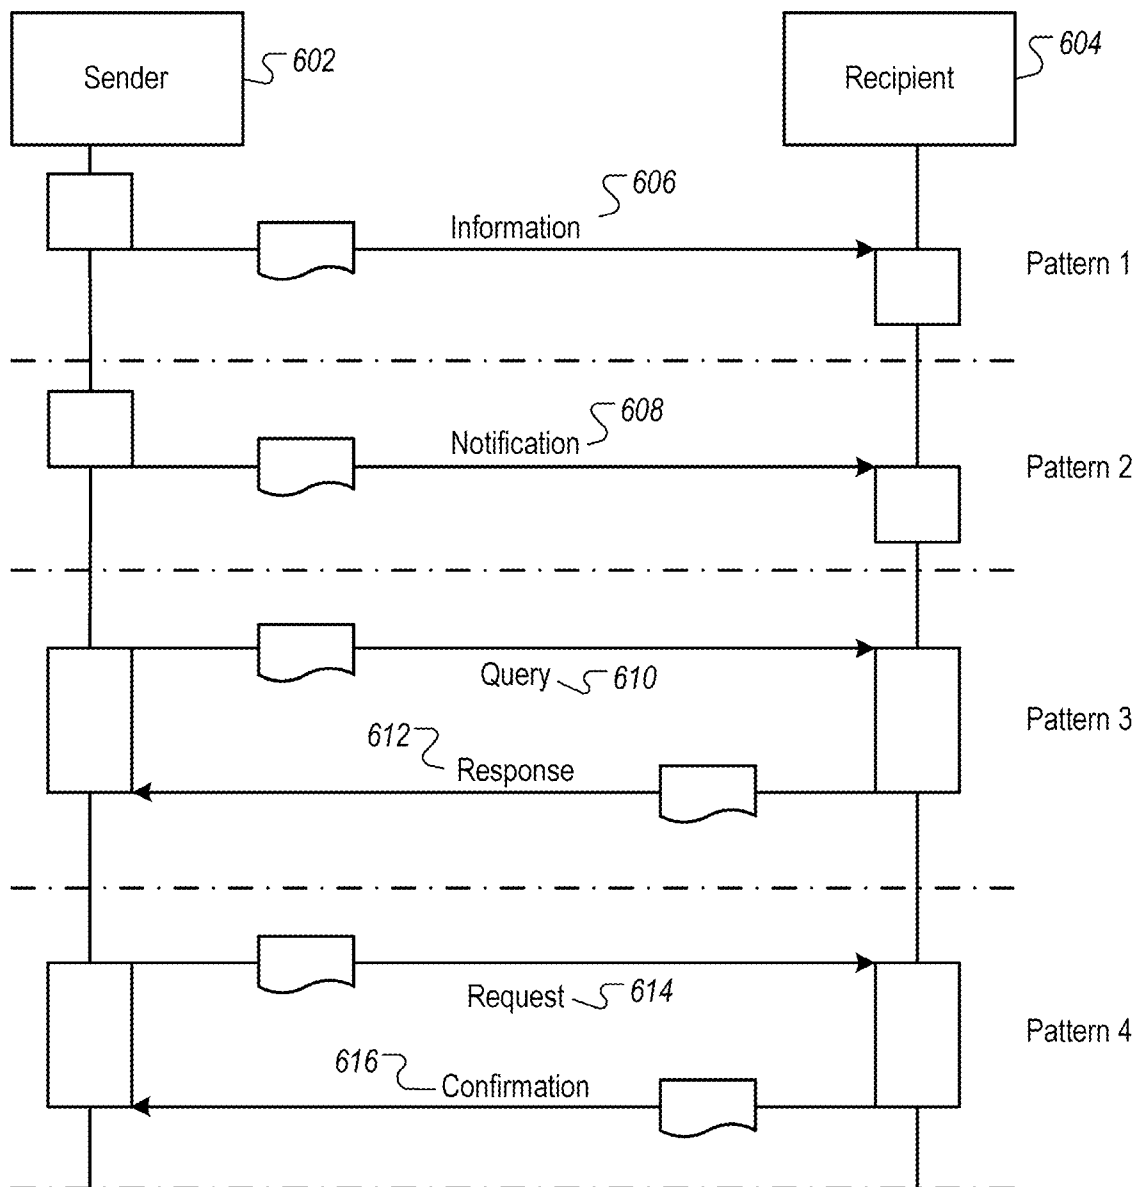 Sender
602
Recipient
604
Information
606
Pattern 1
Notification
608
Pattern 2
Query
610
612
Response
Pattern 3
Request
614
616
Confirmation
Pattern 4